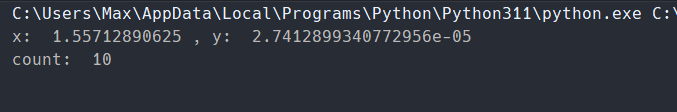 C:\Users\Max\AppData\Local\Programs\Python\Python311\python.exe C:\
x:  1.55712890625 , y:  2.7412899340772956e-05
count:  10